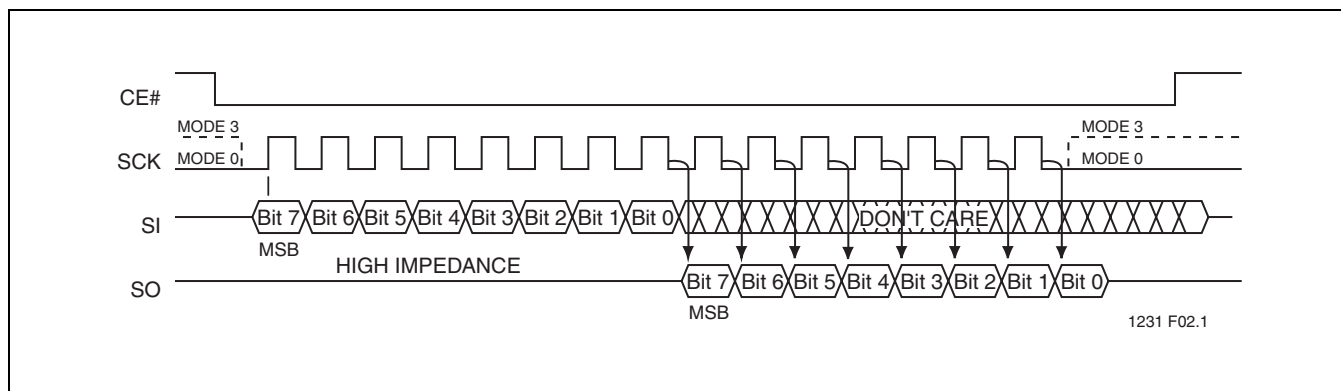 CE#
MODE 3 MODE 3
SCK MODE 0 MODE 0
SI Bit 7 Bit 6 Bit 5 Bit 4 Bit 3 Bit 2 Bit 1 Bit 0 DON'T CARE
MSB
HIGH IMPEDANCE
SO Bit 7 Bit 6 Bit 5 Bit 4 Bit 3 Bit 2 Bit 1 Bit 0
MSB
1231 F02.1